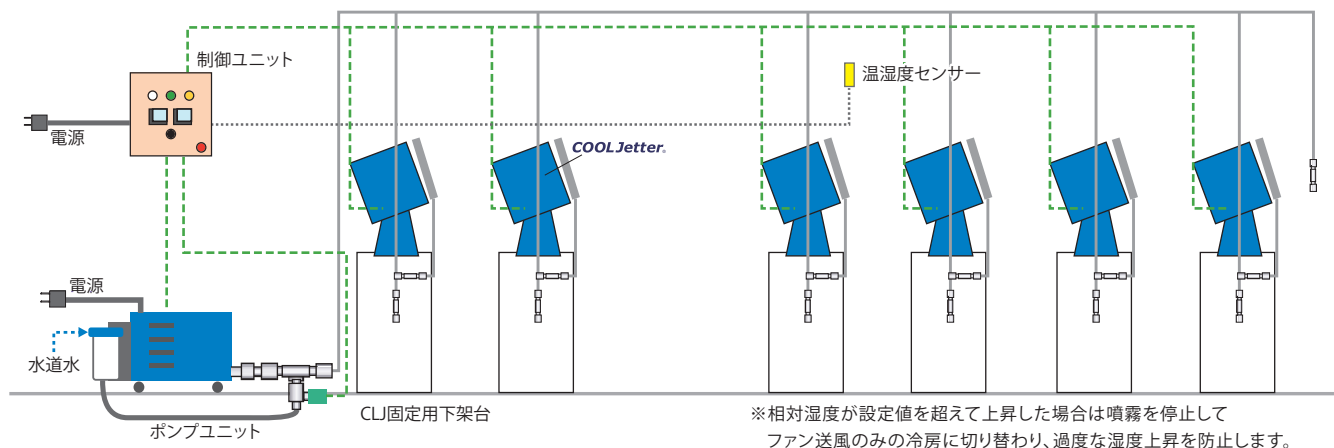 制御ユニット
温湿度センサー
電源
COOLJetter®
電源
水道水
CLJ固定用下架台
ポンプユニット
※相対湿度が設定値を超えて上昇した場合は噴霧を停止して
ファン送風のみの冷房に切り替わり、過度な湿度上昇を防止します。